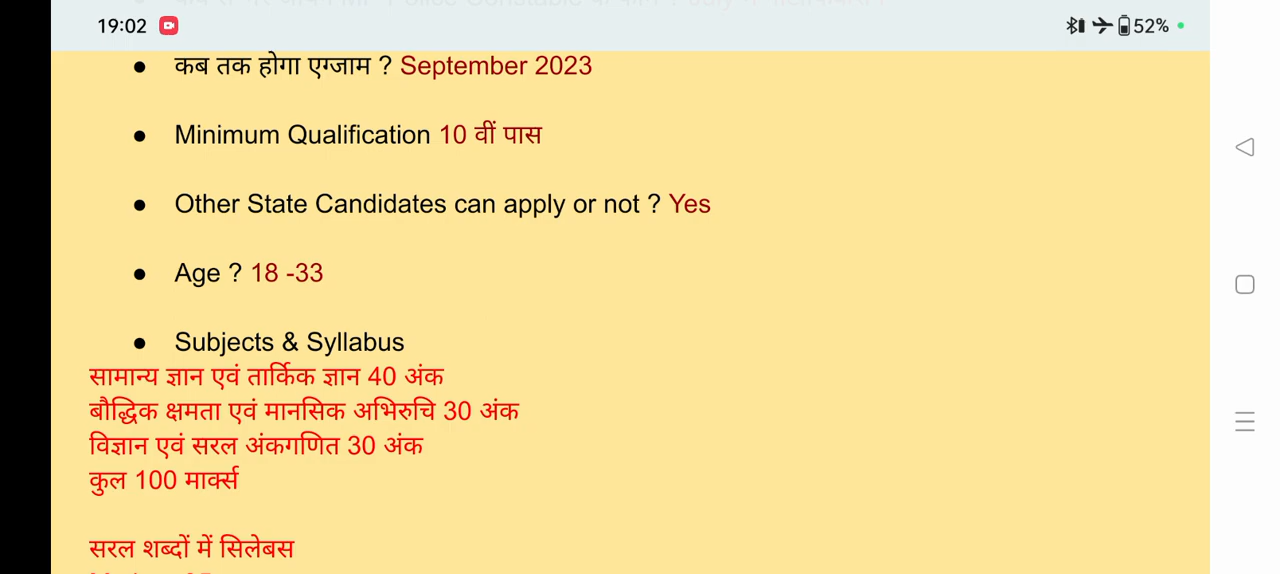 19:02
52%
● कब तक होगा एग्जाम ? September 2023
● Minimum Qualification 10 वीं पास
● Other State Candidates can apply or not ? Yes
● Age ? 18 -33
● Subjects & Syllabus
सामान्य ज्ञान एवं तार्किक ज्ञान 40 अंक
बौद्धिक क्षमता एवं मानसिक अभिरुचि 30 अंक
विज्ञान एवं सरल अंकगणित 30 अंक
कुल 100 मार्क्स
सरल शब्दों में सिलेबस